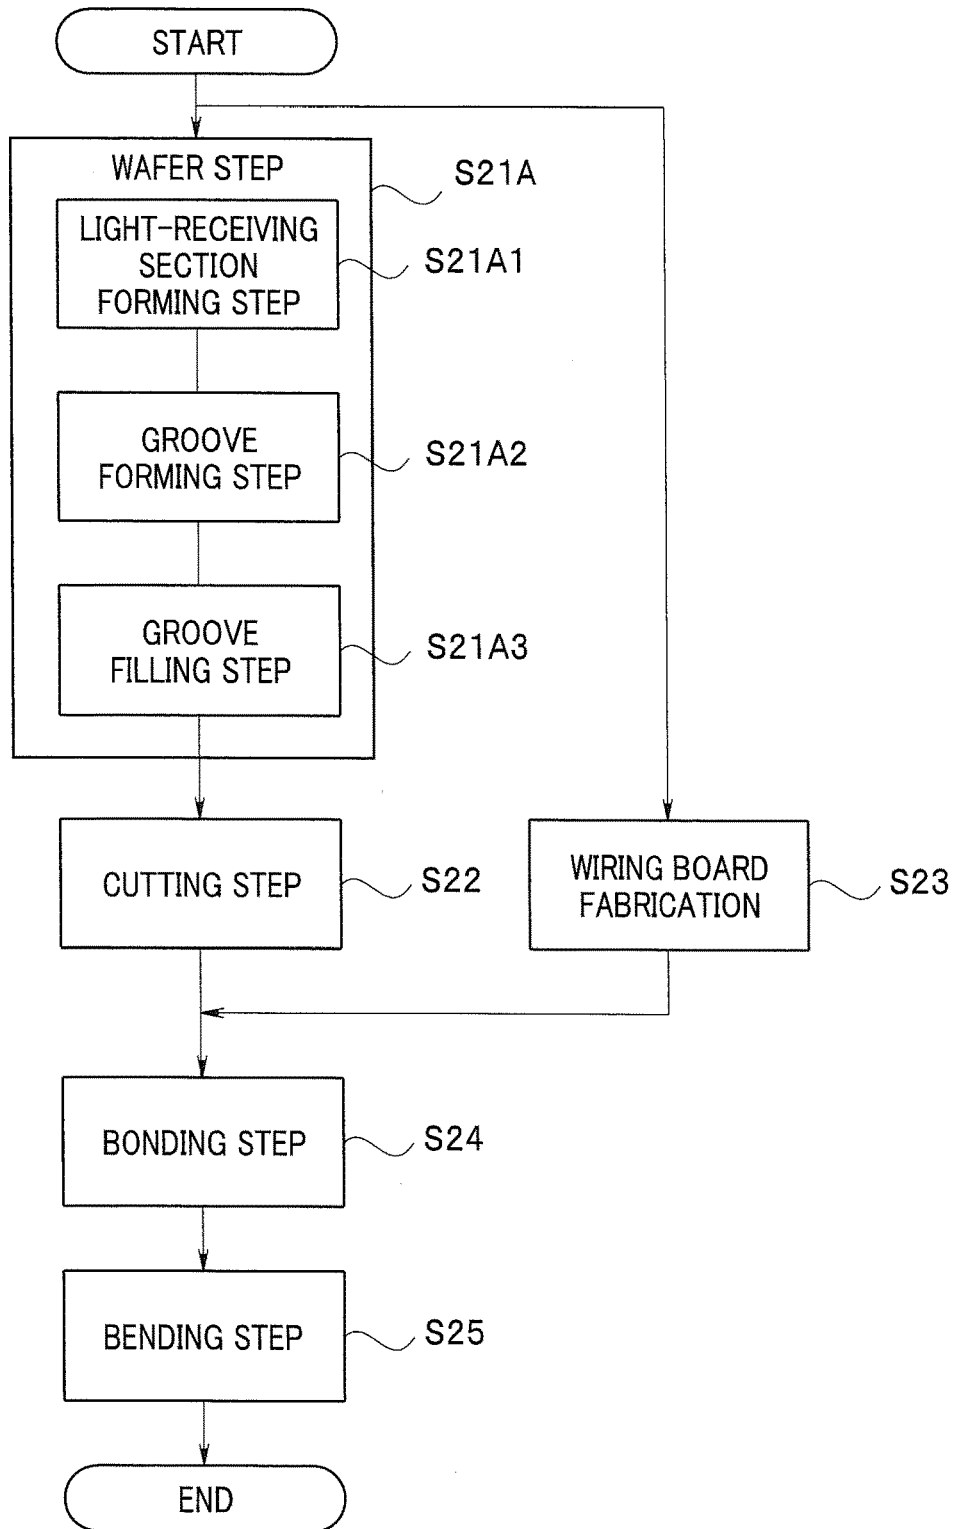 START
WAFER STEP
S21A
LIGHT-RECEIVING
SECTION
FORMING STEP
S21A1
GROOVE
FORMING STEP
S21A2
GROOVE
FILLING STEP
S21A3
CUTTING STEP
S22
WIRING BOARD
FABRICATION
S23
BONDING STEP
S24
BENDING STEP
S25
END